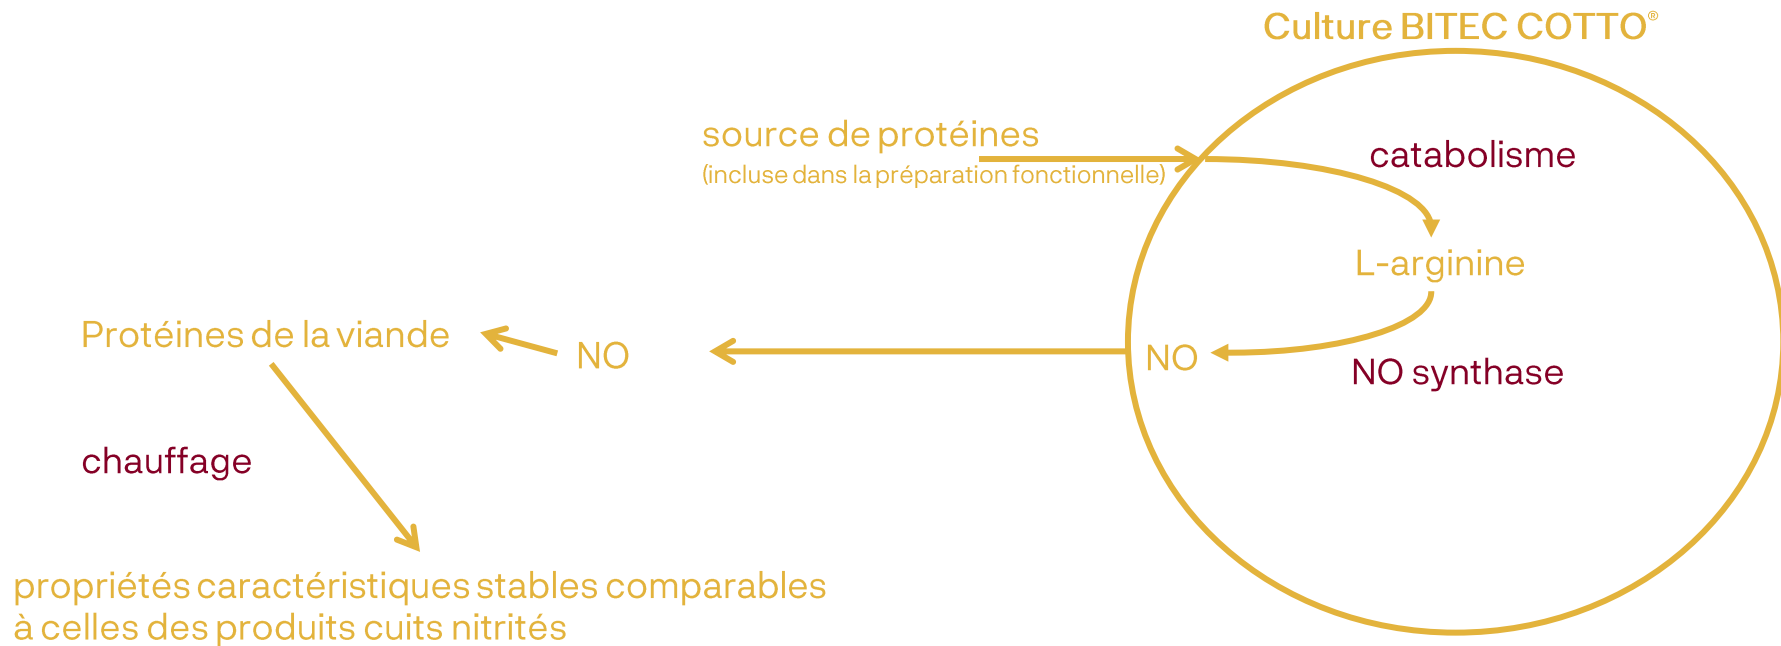 Culture BITEC COTTO®
source de protéines
(incluse dans la préparation fonctionnelle)
catabolisme
L-arginine
Protéines de la viande
NO
NO
NO synthase
chauffage
propriétés caractéristiques stables comparables
à celles des produits cuits nitrités